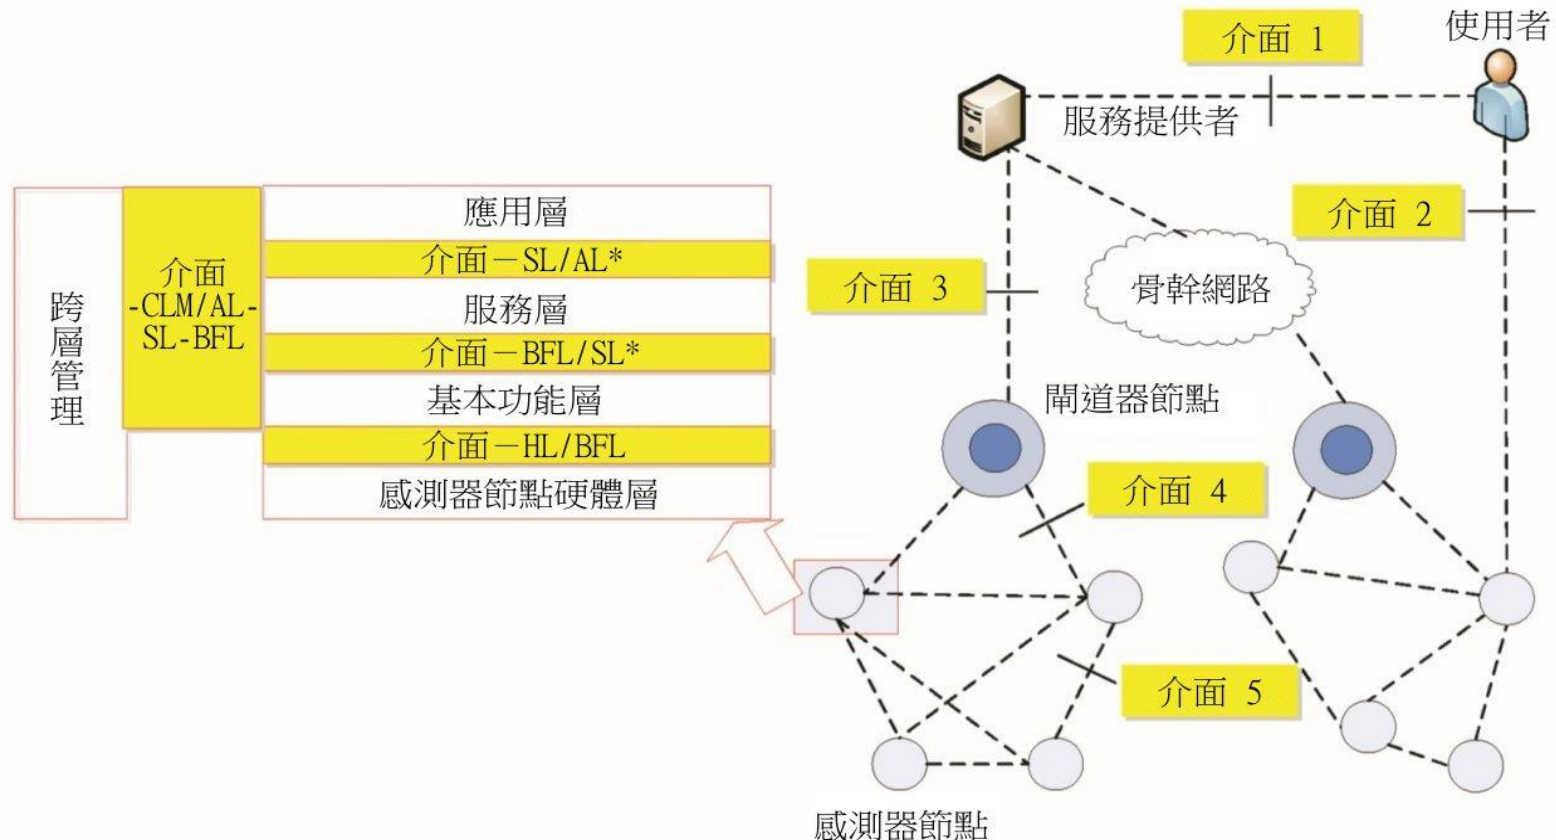 介面 1
使用者
服務提供者
介面 2
介面 3
骨幹網路
閘道器節點
介面 4
介面 5
感測器節點
跨層管理
介面
-CLM/AL-
SL-BFL
應用層
介面－SL/AL*
服務層
介面－BFL/SL*
基本功能層
介面－HL/BFL
感測器節點硬體層